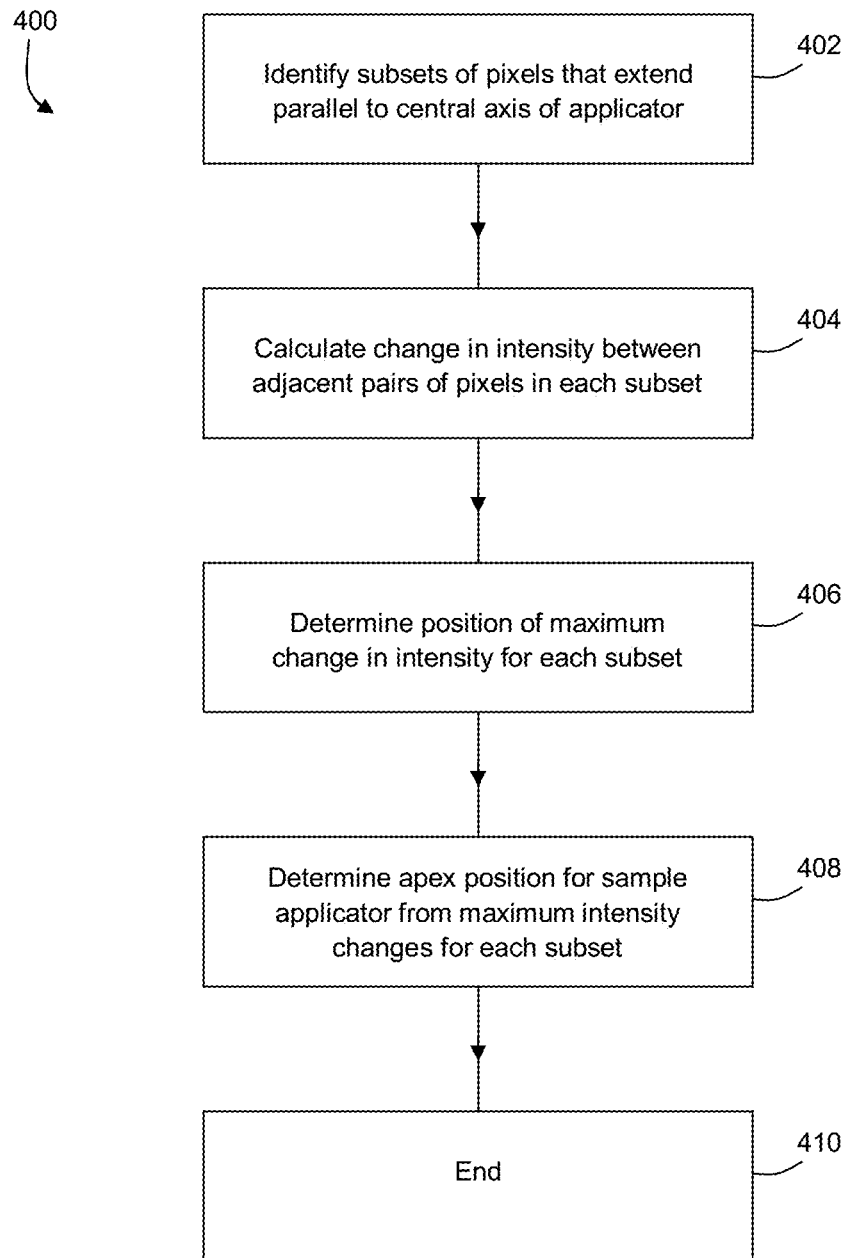 400
402
Identify subsets of pixels that extend
parallel to central axis of applicator
404
Calculate change in intensity between
adjacent pairs of pixels in each subset
406
Determine position of maximum
change in intensity for each subset
408
Determine apex position for sample
applicator from maximum intensity
changes for each subset
410
End